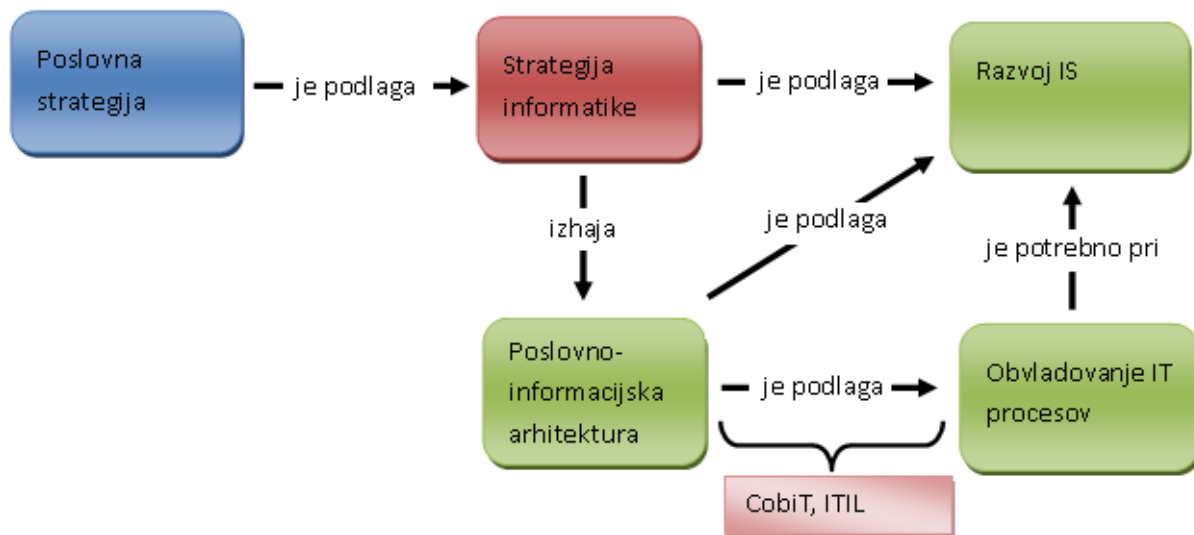 Poslovna
strategija
je podlaga
Strategija
informatike
je podlaga
Razvoj IS
izhaja
je podlaga
je potrebno pri
Poslovno-
informacijska
arhitektura
je podlaga
Obvladovanje IT
procesov
CobiT, ITIL